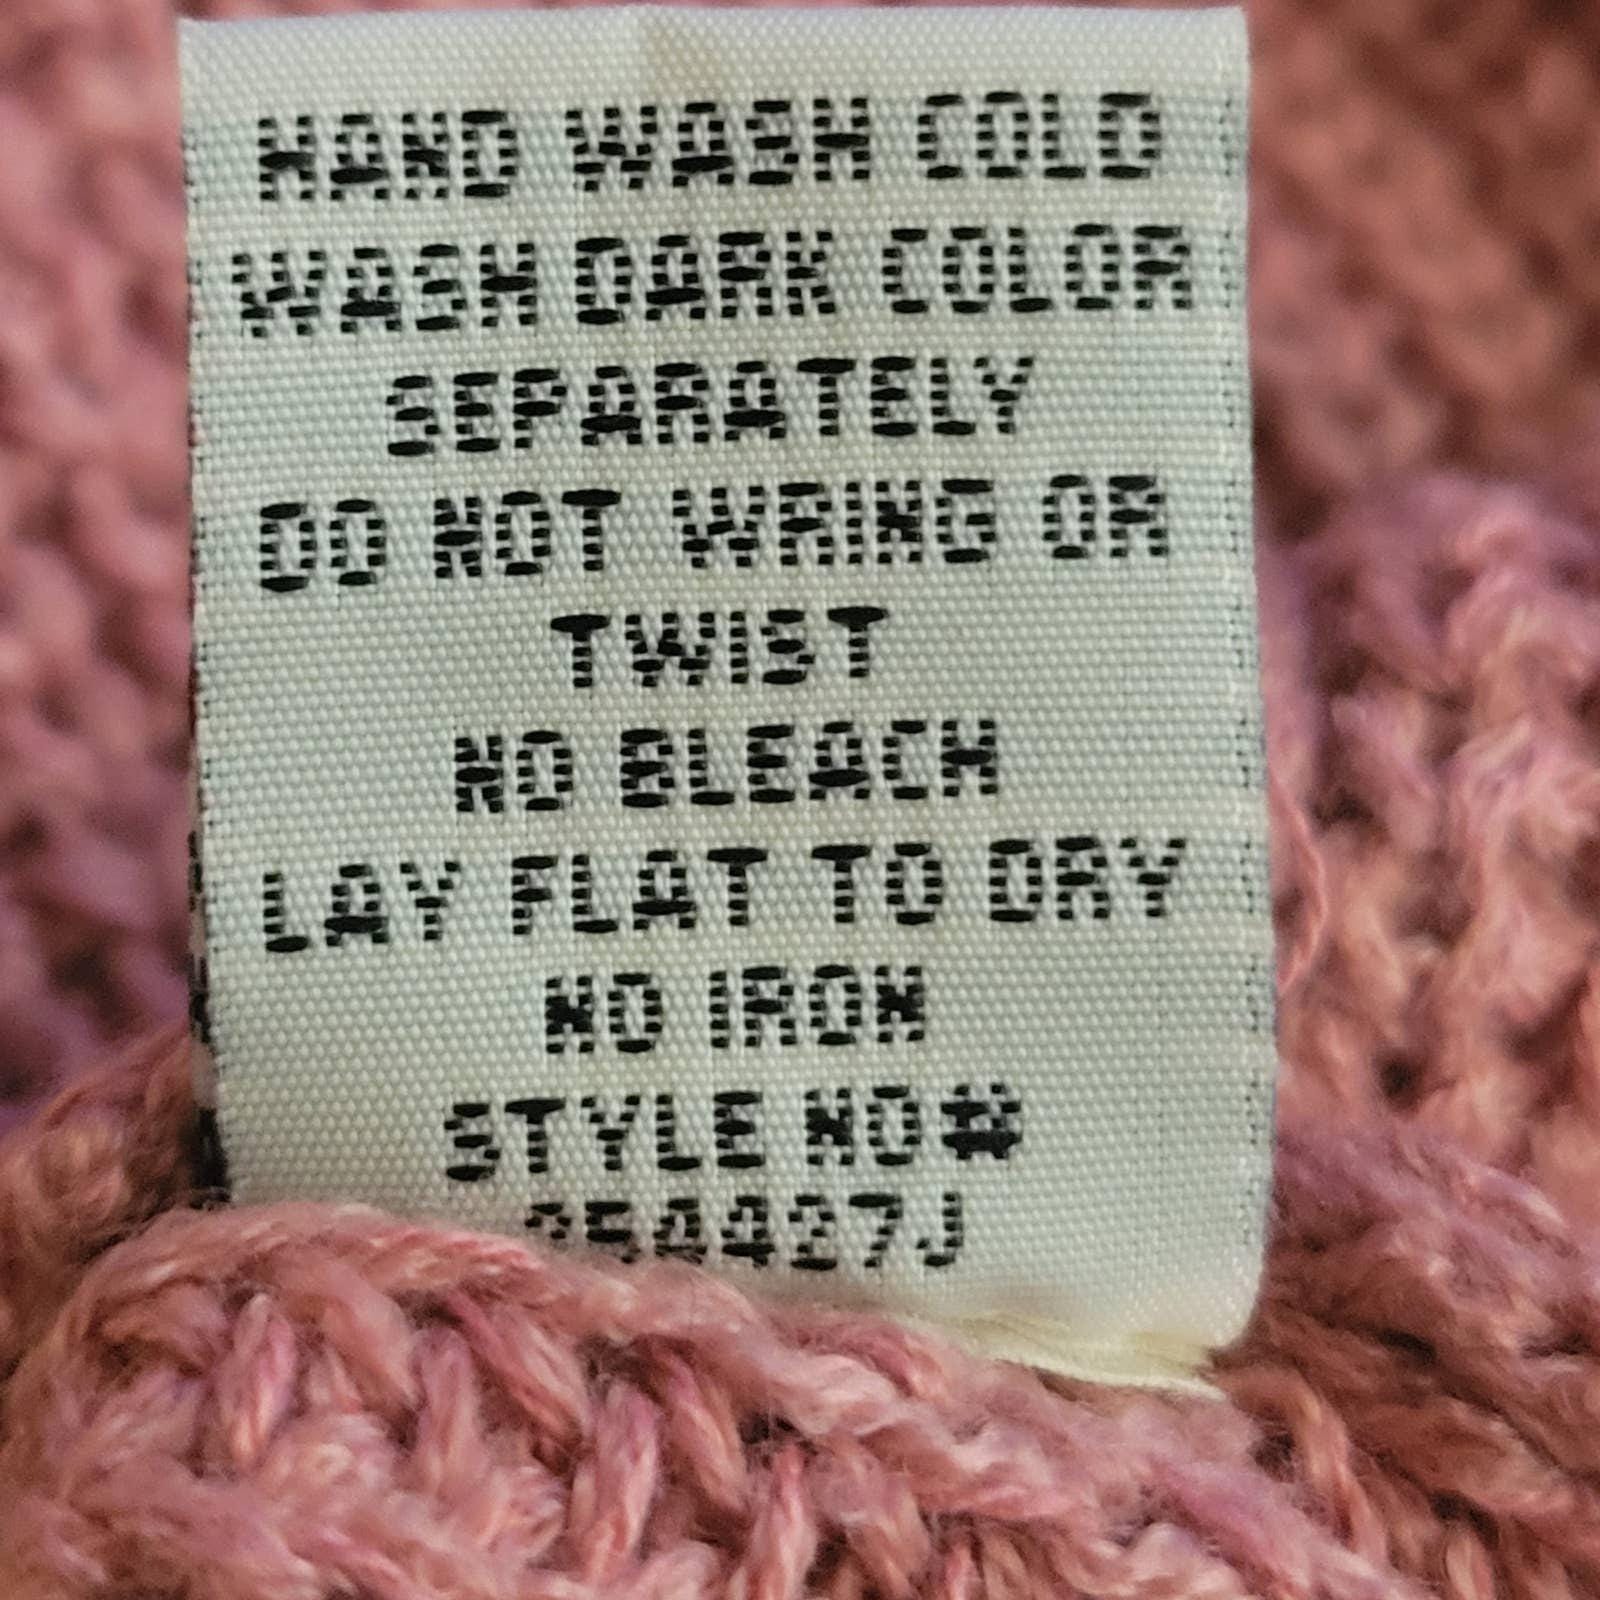 HAND WASH COLD
WASH DARK COLOR
SEPARATELY
DO NOT WRING OR
TWIST
NO BLEACH
LAY FLAT TO DRY
NO IRON
STYLE NO#